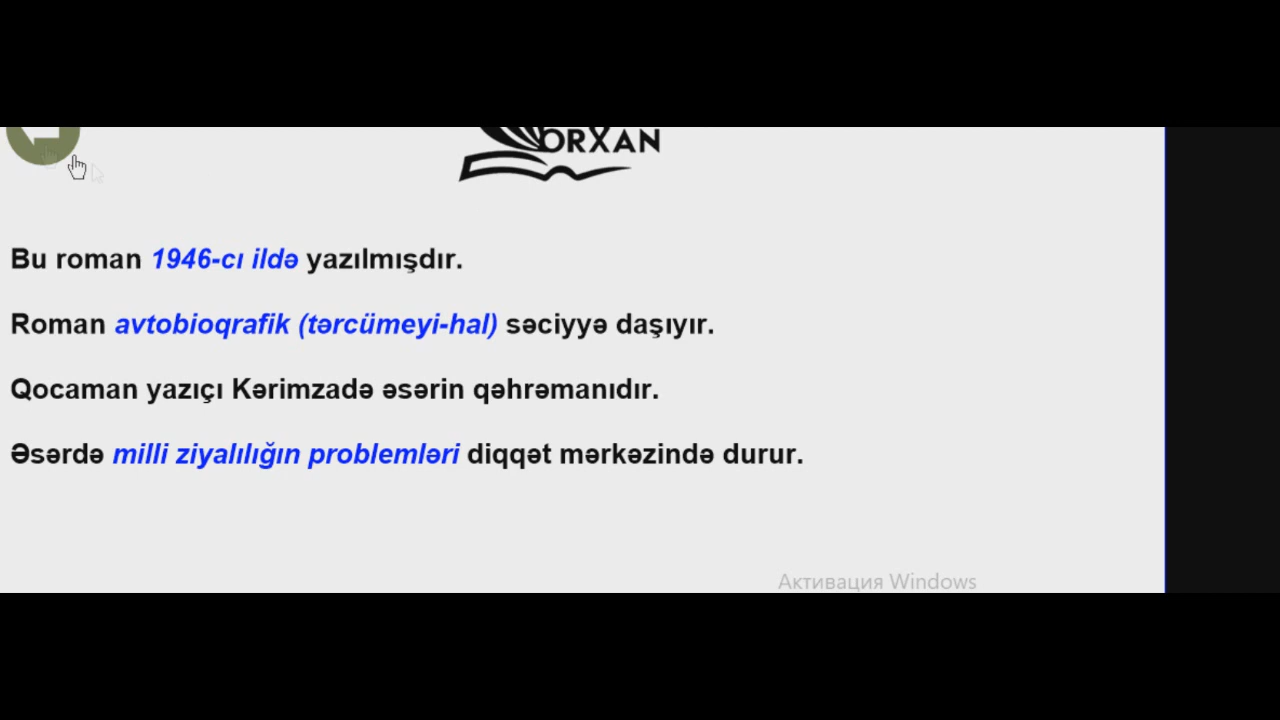 ORXAN
Bu roman 1946-cı ildə yazılmışdır.
Roman avtobioqrafik (tərcümeyi-hal) səciyyə daşıyır.
Qocaman yazıçı Kərimzadə əsərin qəhrəmanıdır.
Əsərdə milli ziyalılığın problemləri diqqət mərkəzində durur.
Активация Windows